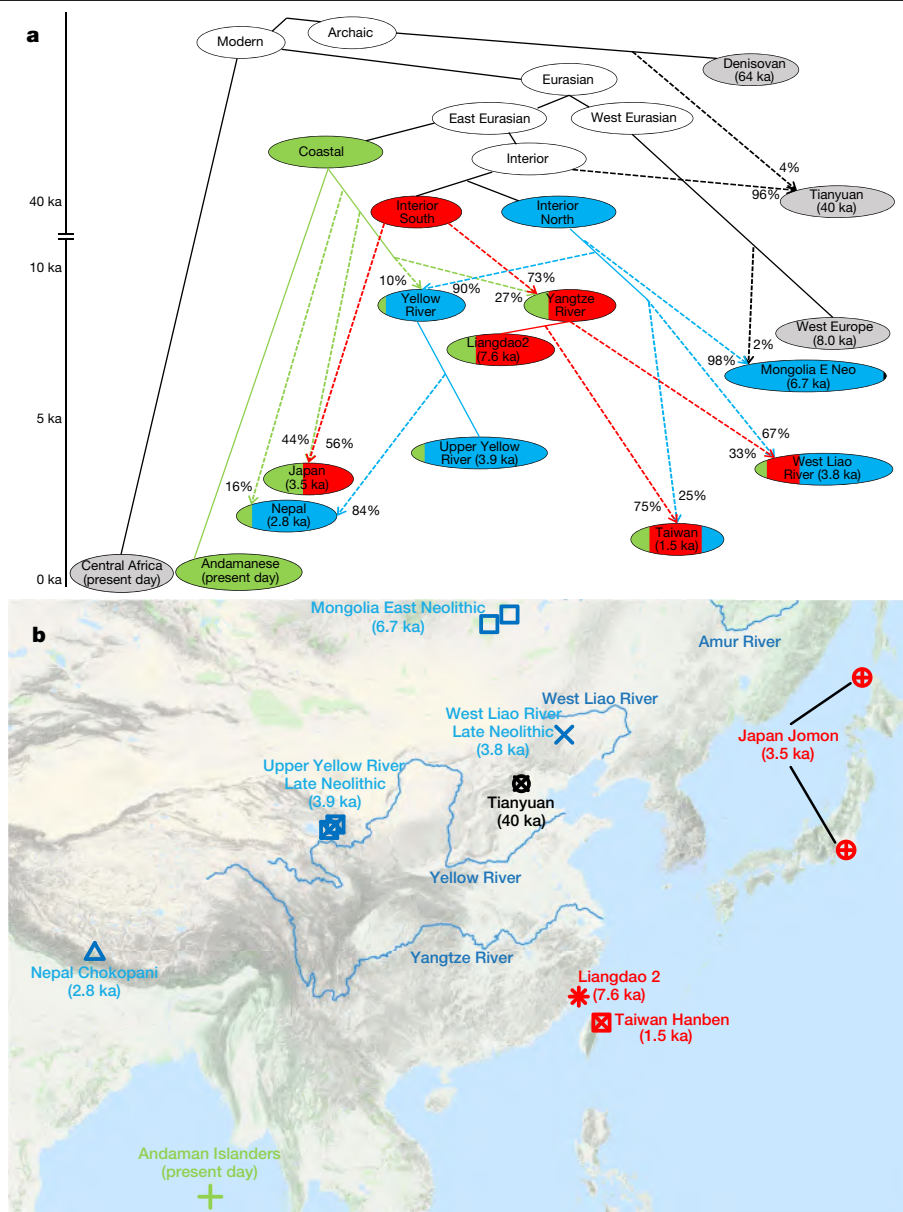 a
Archaic
Modern
Denisovan
(64 ka)
Eurasian
East Eurasian
West Eurasian
Coastal
Interior
4%
96%
Tianyuan
(40 ka)
40 ka
Interior
South
Interior
North
10 ka
10%
90%
73%
27%
Yellow
River
Yangtze
River
West Europe
(8.0 ka)
Liangdao2
(7.6 ka)
2%
98%
Mongolia E Neo
(6.7 ka)
5 ka
44%
56%
67%
33%
Upper Yellow
River (3.9 ka)
West Liao
River (3.8 ka)
Japan
(3.5 ka)
16%
Nepal
(2.8 ka)
84%
25%
75%
Taiwan
(1.5 ka)
0 ka
Central Africa
(present day)
Andamanese
(present day)
b
Mongolia East Neolithic
(6.7 ka)
Amur River
West Liao River
West Liao River
Late Neolithic
(3.8 ka)
Japan Jomon
(3.5 ka)
Upper Yellow River
Late Neolithic
(3.9 ka)
Tianyuan
(40 ka)
Yellow River
Yangtze River
Nepal Chokopani
(2.8 ka)
Liangdao 2
(7.6 ka)
Taiwan Hanben
(1.5 ka)
Andaman Islanders
(present day)